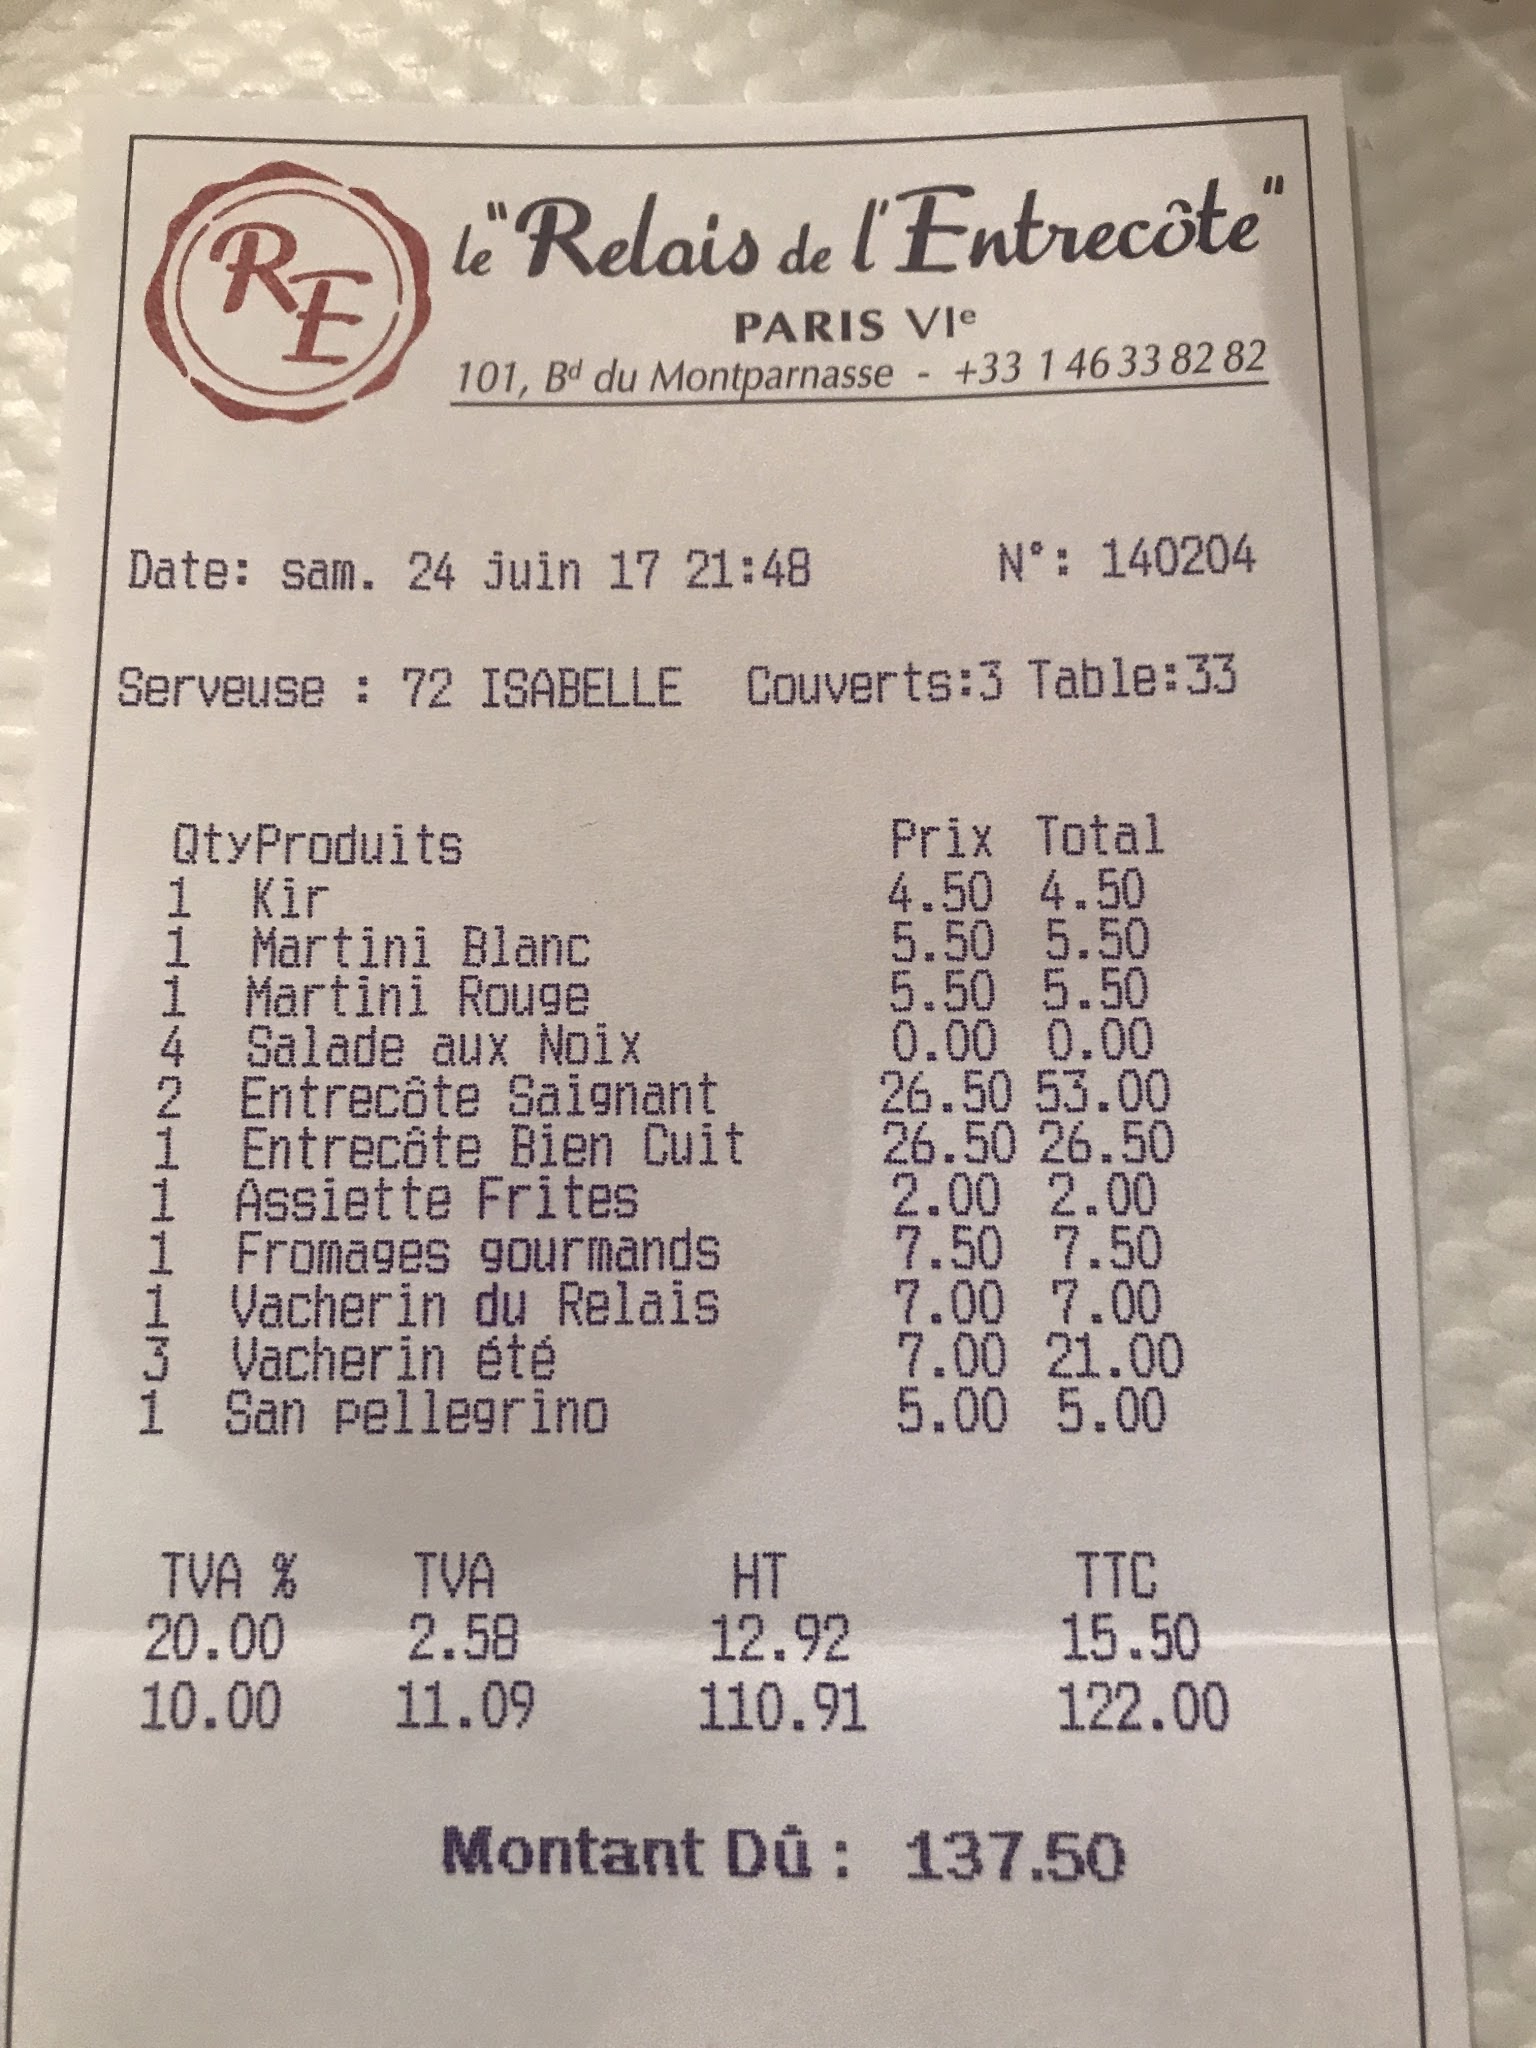 RE
le "Relais de l'Entrecôte"
PARIS VIe
101, Bd du Montparnasse - +33 1 46 33 82 82
Date: sam. 24 juin 17 21:48 N°: 140204
Serveuse : 72 ISABELLE Couverts:3 Table:33
QtyProduits Prix Total
1 Kir 4.50 4.50
1 Martini Blanc 5.50 5.50
1 Martini Rouge 5.50 5.50
4 Salade aux Noix 0.00 0.00
2 Entrecôte Saignant 26.50 53.00
1 Entrecôte Bien Cuit 26.50 26.50
1 Assiette Frites 2.00 2.00
1 Fromages gourmands 7.50 7.50
1 Vacherin du Relais 7.00 7.00
3 Vacherin été 7.00 21.00
1 San pellegrino 5.00 5.00
TVA % TVA HT TTC
20.00 2.58 12.92 15.50
10.00 11.09 110.91 122.00
Montant Dû : 137.50